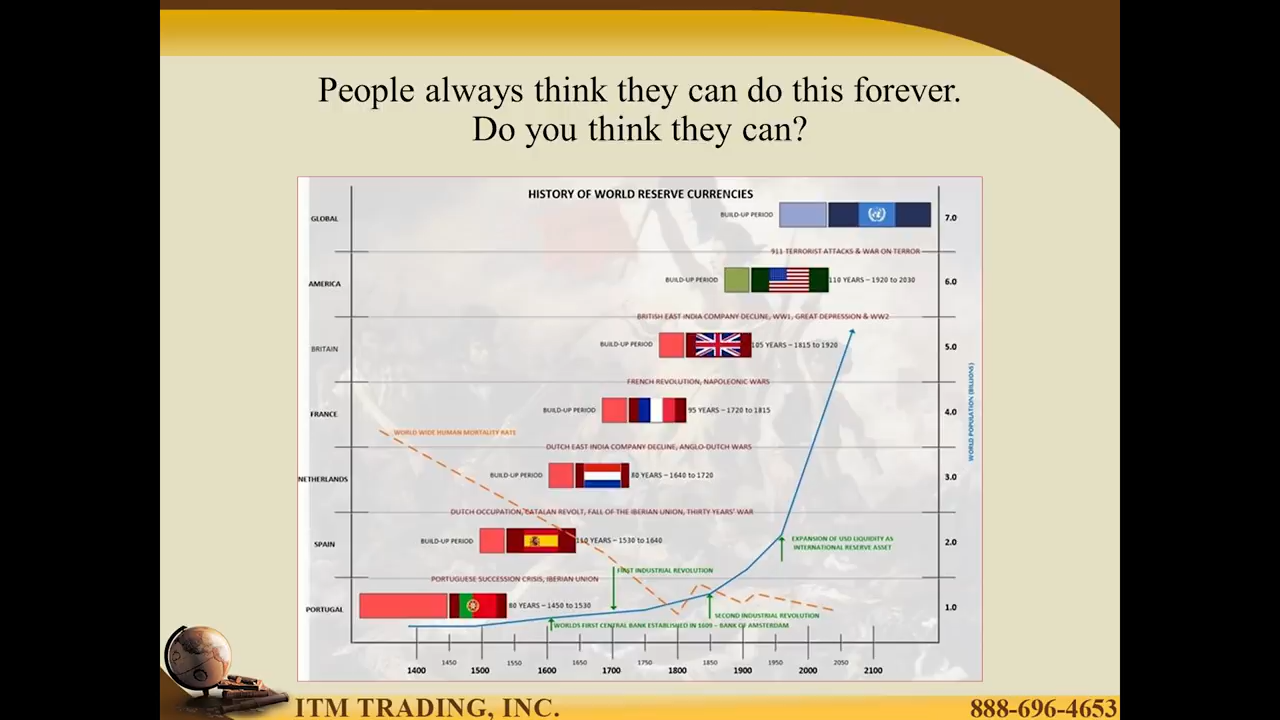 People always think they can do this forever.
Do you think they can?
HISTORY OF WORLD RESERVE CURRENCIES
GLOBAL
BUILD-UP PERIOD
7.0
911 TERRORIST ATTACKS & WAR ON TERROR
AMERICA
BUILD-UP PERIOD
110 YEARS – 1920 to 2030
6.0
BRITISH EAST INDIA COMPANY DECLINE, WW1, GREAT DEPRESSION & WW2
BRITAIN
BUILD-UP PERIOD
105 YEARS – 1815 to 1920
5.0
FRENCH REVOLUTION, NAPOLEONIC WARS
FRANCE
BUILD-UP PERIOD
95 YEARS – 1720 to 1815
4.0
WORLD POPULATION (BILLIONS)
WORLD WIDE HUMAN MORTALITY RATE
DUTCH EAST INDIA COMPANY DECLINE, ANGLO-DUTCH WARS
NETHERLANDS
BUILD-UP PERIOD
80 YEARS – 1640 to 1720
3.0
DUTCH OCCUPATION, CATALAN REVOLT, FALL OF THE IBERIAN UNION, THIRTY YEARS' WAR
SPAIN
BUILD-UP PERIOD
110 YEARS – 1530 to 1640
2.0
EXPANSION OF USD LIQUIDITY AS
INTERNATIONAL RESERVE ASSET
FIRST INDUSTRIAL REVOLUTION
PORTUGUESE SUCCESSION CRISIS, IBERIAN UNION
PORTUGAL
80 YEARS – 1450 to 1530
1.0
SECOND INDUSTRIAL REVOLUTION
WORLDS FIRST CENTRAL BANK ESTABLISHED IN 1609 – BANK OF AMSTERDAM
1400 1450 1500 1550 1600 1650 1700 1750 1800 1850 1900 1950 2000 2050 2100
ITM TRADING, INC.
888-696-4653